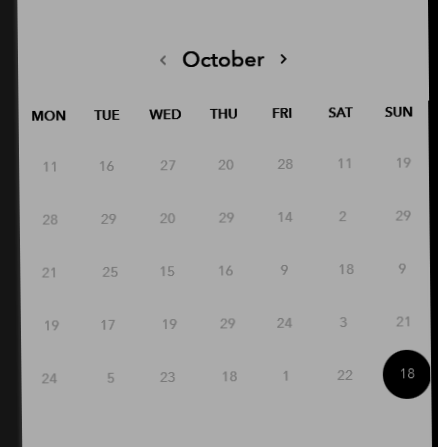 ‹ October ›
MON TUE WED THU FRI SAT SUN
11 16 27 20 28 11 19
28 29 20 29 14 2 29
21 25 15 16 9 18 9
19 17 19 29 24 3 21
24 5 23 18 1 22 18